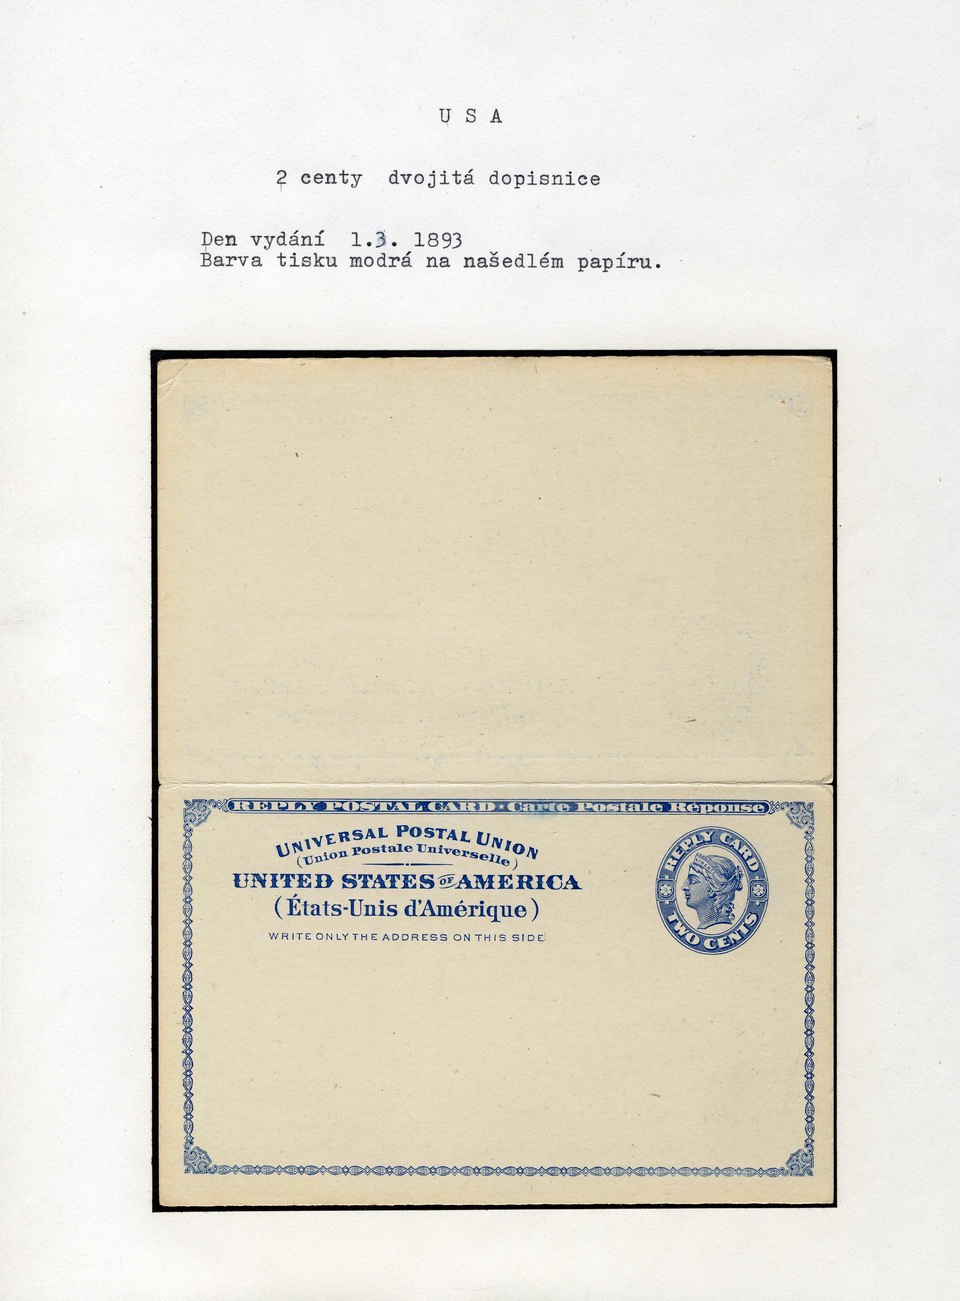 U S A
2 centy dvojitá dopisnice
Den vydání 1.3. 1893
Barva tisku modrá na našedlém papíru.
REPLY POSTAL CARD Carte Postale Réponse
UNIVERSAL POSTAL UNION
(Union Postale Universelle)
UNITED STATES OF AMERICA
(États-Unis d'Amérique)
WRITE ONLY THE ADDRESS ON THIS SIDE
REPLY CARD
TWO CENTS